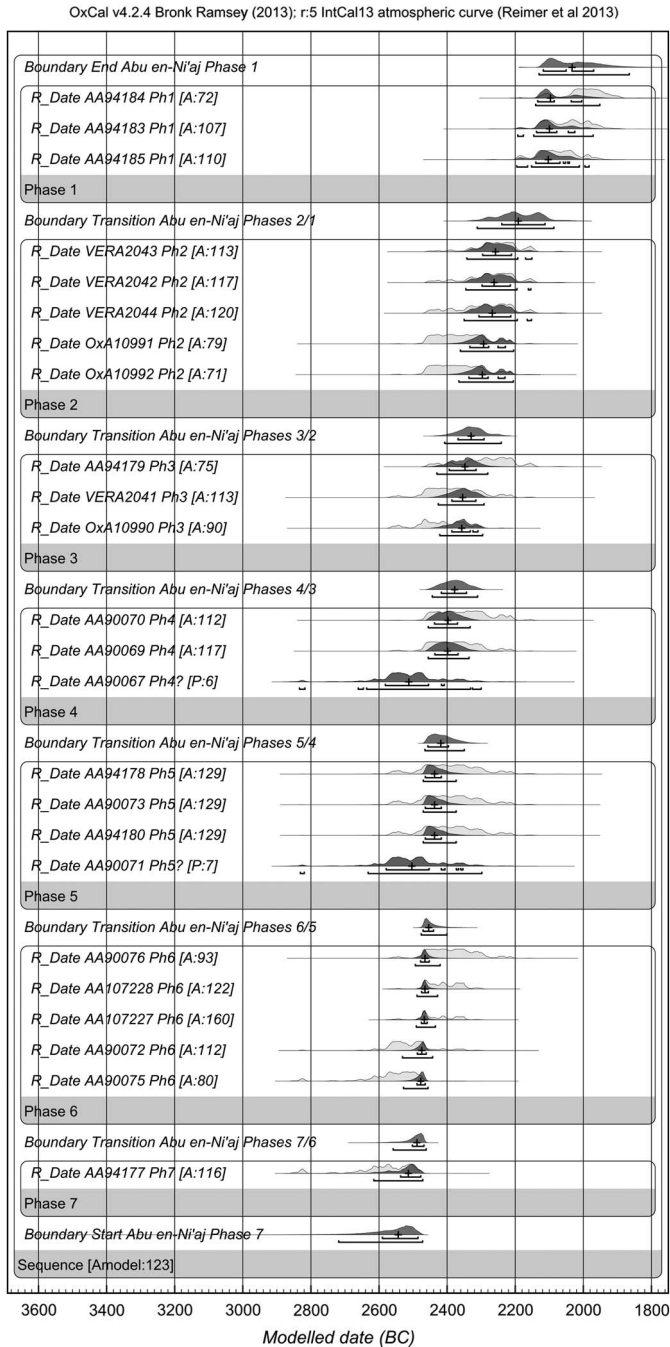 OxCal v4.2.4 Bronk Ramsey (2013); r:5 IntCal13 atmospheric curve (Reimer et al 2013)
Boundary End Abu en-Ni'aj Phase 1
R_Date AA94184 Ph1 [A:72]
R_Date AA94183 Ph1 [A:107]
R_Date AA94185 Ph1 [A:110]
Phase 1
Boundary Transition Abu en-Ni'aj Phases 2/1
R_Date VERA2043 Ph2 [A:113]
R_Date VERA2042 Ph2 [A:117]
R_Date VERA2044 Ph2 [A:120]
R_Date OxA10991 Ph2 [A:79]
R_Date OxA10992 Ph2 [A:71]
Phase 2
Boundary Transition Abu en-Ni'aj Phases 3/2
R_Date AA94179 Ph3 [A:75]
R_Date VERA2041 Ph3 [A:113]
R_Date OxA10990 Ph3 [A:90]
Phase 3
Boundary Transition Abu en-Ni'aj Phases 4/3
R_Date AA90070 Ph4 [A:112]
R_Date AA90069 Ph4 [A:117]
R_Date AA90067 Ph4? [P:6]
Phase 4
Boundary Transition Abu en-Ni'aj Phases 5/4
R_Date AA94178 Ph5 [A:129]
R_Date AA90073 Ph5 [A:129]
R_Date AA94180 Ph5 [A:129]
R_Date AA90071 Ph5? [P:7]
Phase 5
Boundary Transition Abu en-Ni'aj Phases 6/5
R_Date AA90076 Ph6 [A:93]
R_Date AA107228 Ph6 [A:122]
R_Date AA107227 Ph6 [A:160]
R_Date AA90072 Ph6 [A:112]
R_Date AA90075 Ph6 [A:80]
Phase 6
Boundary Transition Abu en-Ni'aj Phases 7/6
R_Date AA94177 Ph7 [A:116]
Phase 7
Boundary Start Abu en-Ni'aj Phase 7
Sequence [Amodel:123]
3600 3400 3200 3000 2800 2600 2400 2200 2000 1800
Modelled date (BC)